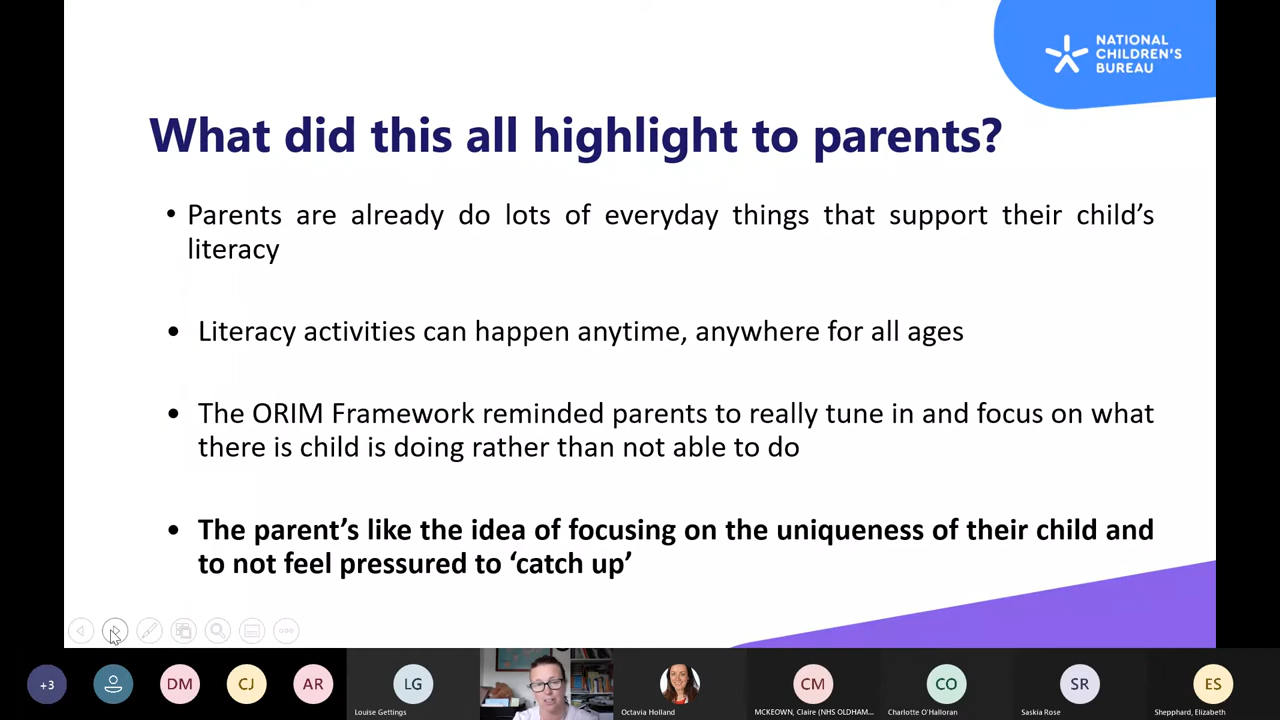 NATIONAL
CHILDREN'S
BUREAU
What did this all highlight to parents?
• Parents are already do lots of everyday things that support their child's
literacy
• Literacy activities can happen anytime, anywhere for all ages
• The ORIM Framework reminded parents to really tune in and focus on what
there is child is doing rather than not able to do
• The parent's like the idea of focusing on the uniqueness of their child and
to not feel pressured to 'catch up'
+3
DM
CJ
AR
LG
CM
CO
SR
ES
Louise Gettings
Octavia Holland
MCKEOWN, Claire (NHS OLDHAM...
Charlotte O'Halloran
Saskia Rose
Shepphard, Elizabeth